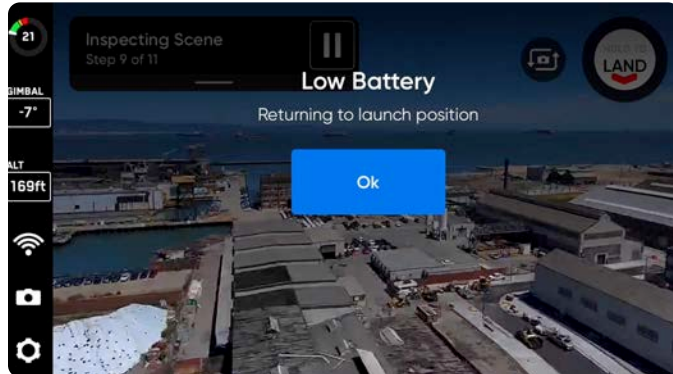 21
Inspecting Scene
Step 9 of 11
HOLD TO
LAND
Low Battery
Returning to launch position
GIMBAL
-7°
Ok
ALT
169ft